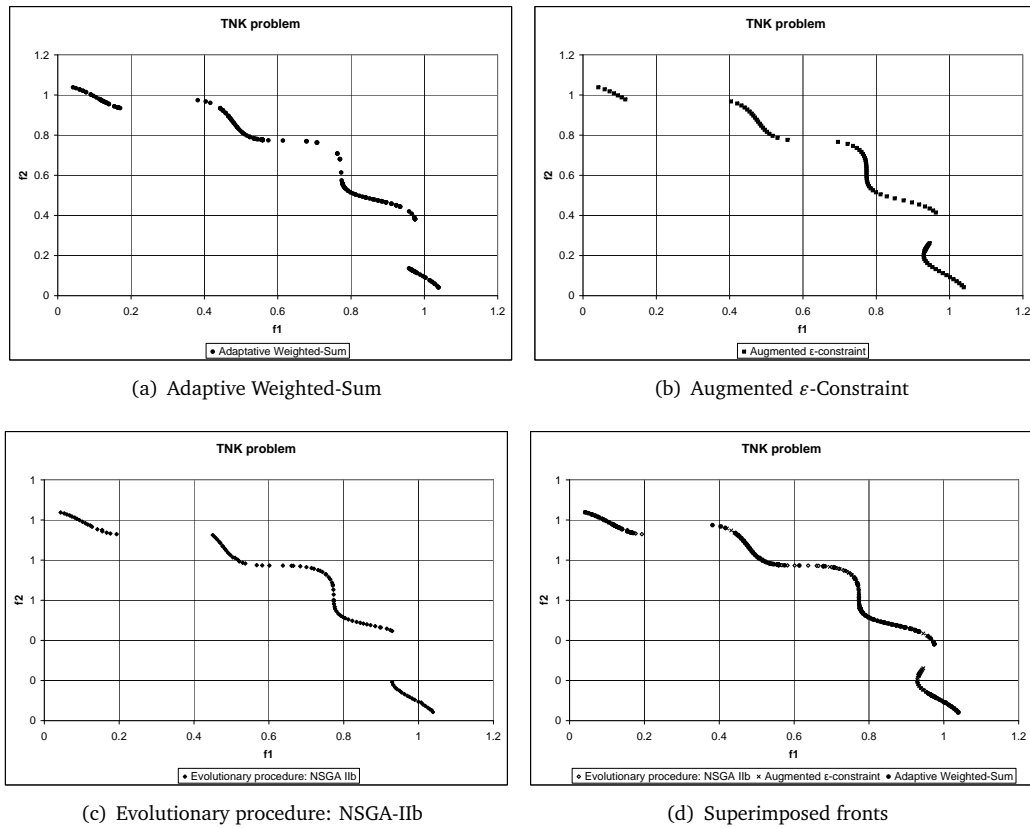 TNK problem
1.2
1
0.8
0.6
0.4
0.2
0
f2
0 0.2 0.4 0.6 0.8 1 1.2
f1
Adaptative Weighted-Sum
(a) Adaptive Weighted-Sum
TNK problem
1.2
1
0.8
0.6
0.4
0.2
0
f2
0 0.2 0.4 0.6 0.8 1 1.2
f1
Augmented ε-constraint
(b) Augmented ε-Constraint
TNK problem
1
1
1
1
0
0
0
f2
0 0.2 0.4 0.6 0.8 1 1.2
f1
Evolutionary procedure: NSGA IIb
(c) Evolutionary procedure: NSGA-IIb
TNK problem
1
1
1
1
0
0
0
f2
0 0.2 0.4 0.6 0.8 1 1.2
f1
Evolutionary procedure: NSGA IIb Augmented ε-constraint Adaptive Weighted-Sum
(d) Superimposed fronts